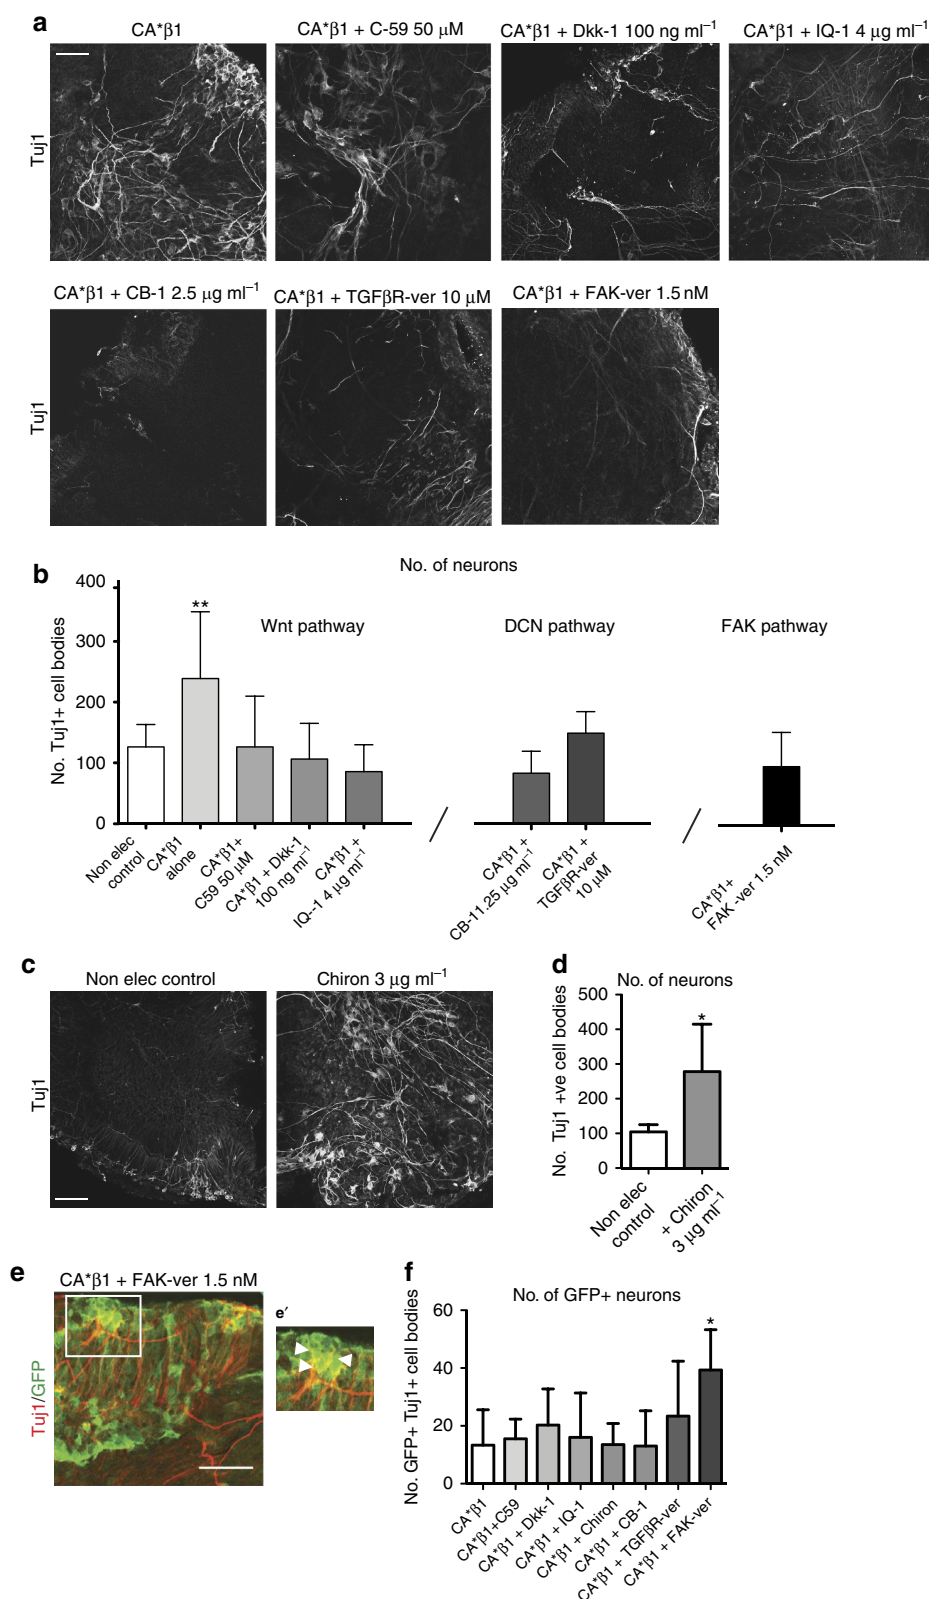 a
CA*β1
CA*β1 + C-59 50 μM
CA*β1 + Dkk-1 100 ng ml⁻¹
CA*β1 + IQ-1 4 μg ml⁻¹
Tuj1
CA*β1 + CB-1 2.5 μg ml⁻¹
CA*β1 + TGFβR-ver 10 μM
CA*β1 + FAK-ver 1.5 nM
Tuj1
b
No. of neurons
No. Tuj1+ cell bodies
400
300
200
100
0
**
Wnt pathway
DCN pathway
FAK pathway
Non elec
control
CA*β1
alone
CA*β1+
C59 50 μM
CA*β1 + Dkk-1
100 ng ml⁻¹
CA*β1 +
IQ--1 4 μg ml⁻¹
CA*β1 +
CB-11.25 μg ml⁻¹
CA*β1 +
TGFβR-ver
10 μM
CA*β1+
FAK -ver 1.5 nM
c
Non elec control
Chiron 3 μg ml⁻¹
Tuj1
d
No. of neurons
No. Tuj1 +ve cell bodies
500
400
300
200
100
0
*
Non elec
control
+ Chiron
3 μg ml⁻¹
e
CA*β1 + FAK-ver 1.5 nM
Tuj1/GFP
e′
f
No. of GFP+ neurons
No. GFP+ Tuj1+ cell bodies
60
40
20
0
*
CA*β1
CA*β1+C59
CA*β1 + Dkk-1
CA*β1 + IQ-1
CA*β1 + Chiron
CA*β1 + CB-1
CA*β1 + TGFβR-ver
CA*β1 + FAK-ver